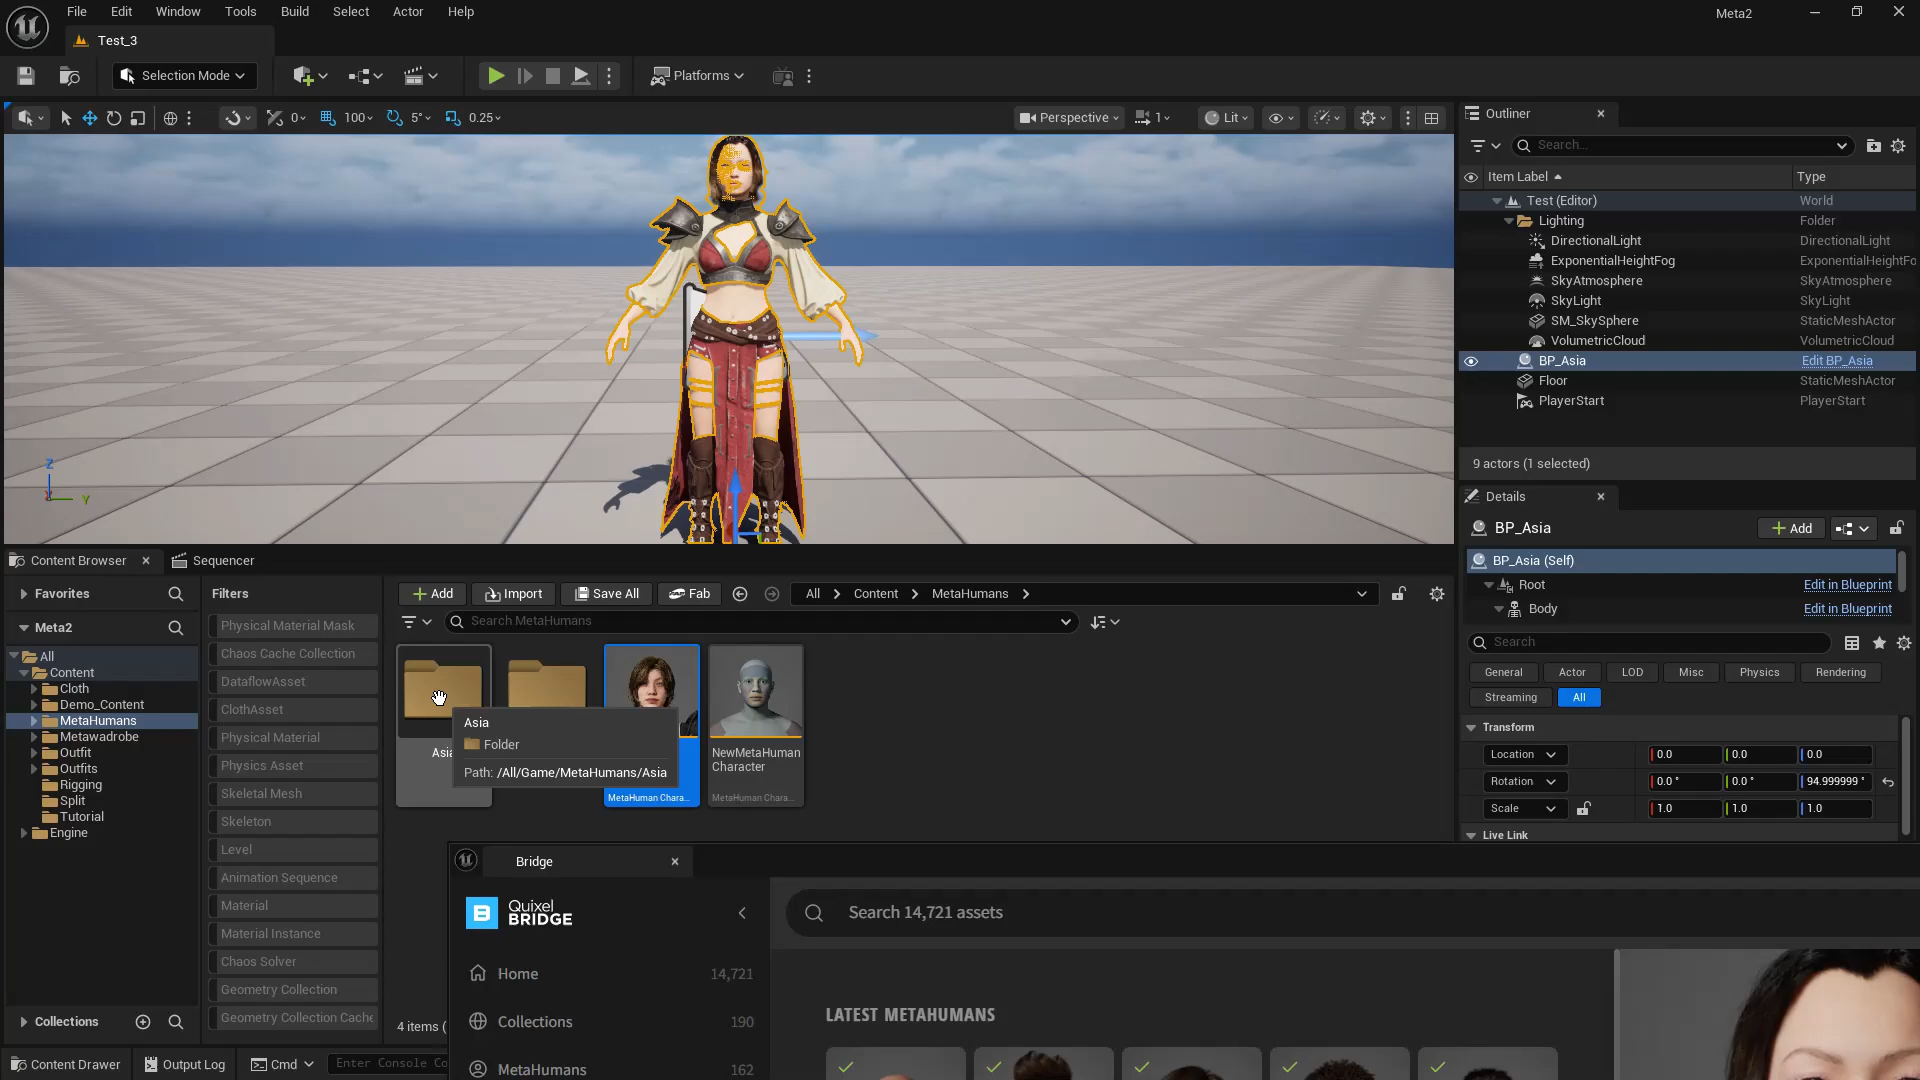 File Edit Window Tools Build Select Actor Help
Meta2
Test_3
Selection Mode
Platforms
0 100 5° 0.25
Perspective 1 Lit
Outliner
Search...
Item Label Type
Test (Editor) World
Lighting Folder
DirectionalLight DirectionalLight
ExponentialHeightFog ExponentialHeightFo
SkyAtmosphere SkyAtmosphere
SkyLight SkyLight
SM_SkySphere StaticMeshActor
VolumetricCloud VolumetricCloud
BP_Asia Edit BP_Asia
Floor StaticMeshActor
PlayerStart PlayerStart
9 actors (1 selected)
Details
BP_Asia
Add
BP_Asia (Self)
Root Edit in Blueprint
Body Edit in Blueprint
Search
General Actor LOD Misc Physics Rendering
Streaming All
Transform
Location 0.0 0.0 0.0
Rotation 0.0 ° 0.0 ° 94.999999 °
Scale 1.0 1.0 1.0
Live Link
Z
X Y
Content Browser
Sequencer
Favorites
Meta2
All
Content
Cloth
Demo_Content
MetaHumans
Metawadrobe
Outfit
Outfits
Rigging
Split
Tutorial
Engine
Collections
Filters
Physical Material Mask
Chaos Cache Collection
DataflowAsset
ClothAsset
Physical Material
Physics Asset
Skeletal Mesh
Skeleton
Level
Animation Sequence
Material
Material Instance
Chaos Solver
Geometry Collection
Geometry Collection Cache
Add Import Save All Fab
All Content MetaHumans
Search MetaHumans
Asia
Asia
Folder
Path: /All/Game/MetaHumans/Asia
MetaHuman Chara...
NewMetaHuman
Character
MetaHuman Chara...
4 items (
Bridge
Quixel
BRIDGE
Search 14,721 assets
Home 14,721
Collections 190
MetaHumans 162
LATEST METAHUMANS
Content Drawer Output Log Cmd Enter Console Co